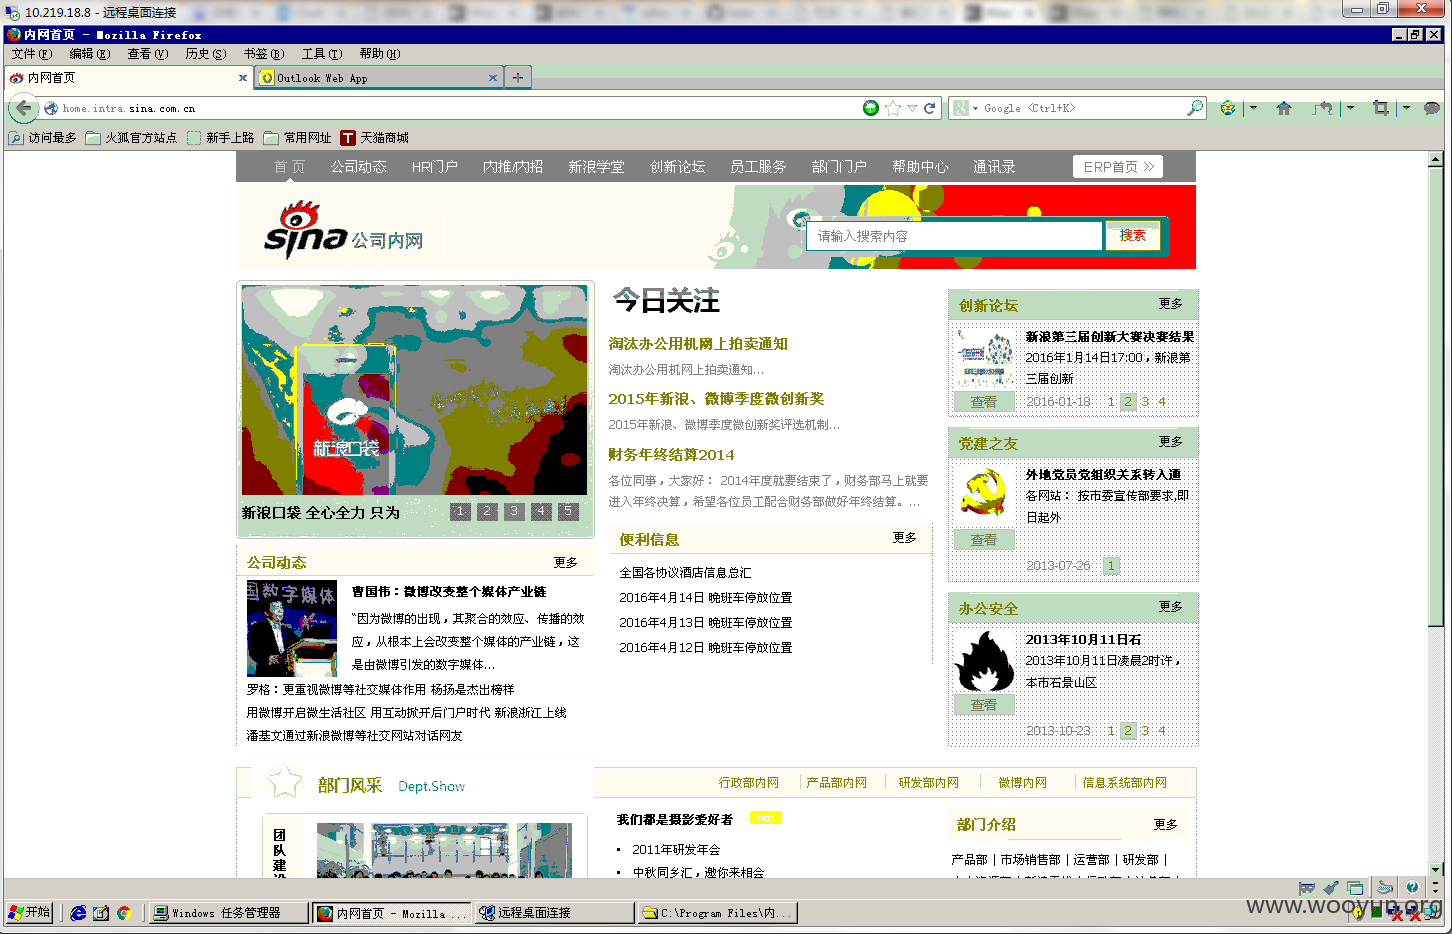 10.219.18.8 - 远程桌面连接
内网首页 - Mozilla Firefox
文件(F) 编辑(E) 查看(V) 历史(S) 书签(B) 工具(T) 帮助(H)
内网首页 Outlook Web App
home.intra.sina.com.cn Google <Ctrl+K>
访问最多 火狐官方站点 新手上路 常用网址 T 天猫商城
首 页 公司动态 HR门户 内推/内招 新浪学堂 创新论坛 员工服务 部门门户 帮助中心 通讯录 ERP首页
sina 公司内网 请输入搜索内容 搜索
新浪口袋
新浪口袋 全心全力 只为 1 2 3 4 5
公司动态 更多
国数字媒体
曹国伟：微博改变整个媒体产业链
“因为微博的出现，其聚合的效应、传播的效
应，从根本上会改变整个媒体的产业链，这
是由微博引发的数字媒体...
罗格：更重视微博等社交媒体作用 杨扬是杰出榜样
用微博开启微生活社区 用互动掀开后门户时代 新浪浙江上线
潘基文通过新浪微博等社交网站对话网友
今日关注
淘汰办公用机网上拍卖通知
淘汰办公用机网上拍卖通知...
2015年新浪、微博季度微创新奖
2015年新浪、微博季度微创新奖评选机制...
财务年终结算2014
各位同事，大家好： 2014年度就要结束了，财务部马上就要
进入年终决算，希望各位员工配合财务部做好年终结算。...
便利信息 更多
全国各协议酒店信息总汇
2016年4月14日 晚班车停放位置
2016年4月13日 晚班车停放位置
2016年4月12日 晚班车停放位置
创新论坛 更多
新浪第三届创新大赛决赛结果
2016年1月14日17:00，新浪第
三届创新
查看 2016-01-18 1 2 3 4
党建之友 更多
外地党员党组织关系转入通
各网站： 按市委宣传部要求,即
日起外
查看
2013-07-26 1
办公安全 更多
2013年10月11日石
2013年10月11日凌晨2时许，
本市石景山区
查看
2013-10-23 1 2 3 4
部门风采 Dept.Show 行政部内网 产品部内网 研发部内网 微博内网 信息系统部内网
团
队
建
我们都是摄影爱好者 hot
• 2011年研发年会
• 中秋同乡汇，邀你来相会
部门介绍 更多
产品部 | 市场销售部 | 运营部 | 研发部 |
开始 Windows 任务管理器 内网首页 - Mozilla ... 远程桌面连接 C:\Program Files\内...
www.wooyun.org